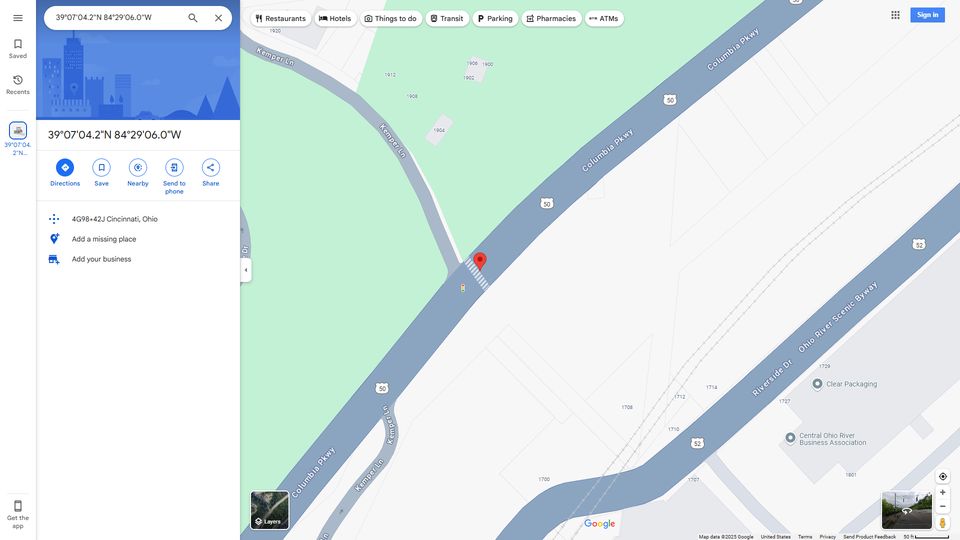 39°07'04.2"N 84°29'06.0"W
Restaurants
Hotels
Things to do
Transit
Parking
Pharmacies
ATMs
Sign in
Saved
Recents
39°07'04.
2"N...
39°07'04.2"N 84°29'06.0"W
Directions
Save
Nearby
Send to
phone
Share
4G98+42J Cincinnati, Ohio
Add a missing place
Add your business
Get the
app
Layers
1920
Kemper Ln
1912
1908
1906
1900
1902
1904
Kemper Ln
Columbia Pkwy
50
Columbia Pkwy
50
50
52
Ohio River Scenic Byway
Riverside Dr
1729
Clear Packaging
1727
1714
1712
1708
1710
Central Ohio River
Business Association
52
1601
1707
1700
50
Kemper Ln
Kemper Ln
Columbia Pkwy
Google
Map data ©2025 Google
United States
Terms
Privacy
Send Product Feedback
50 ft